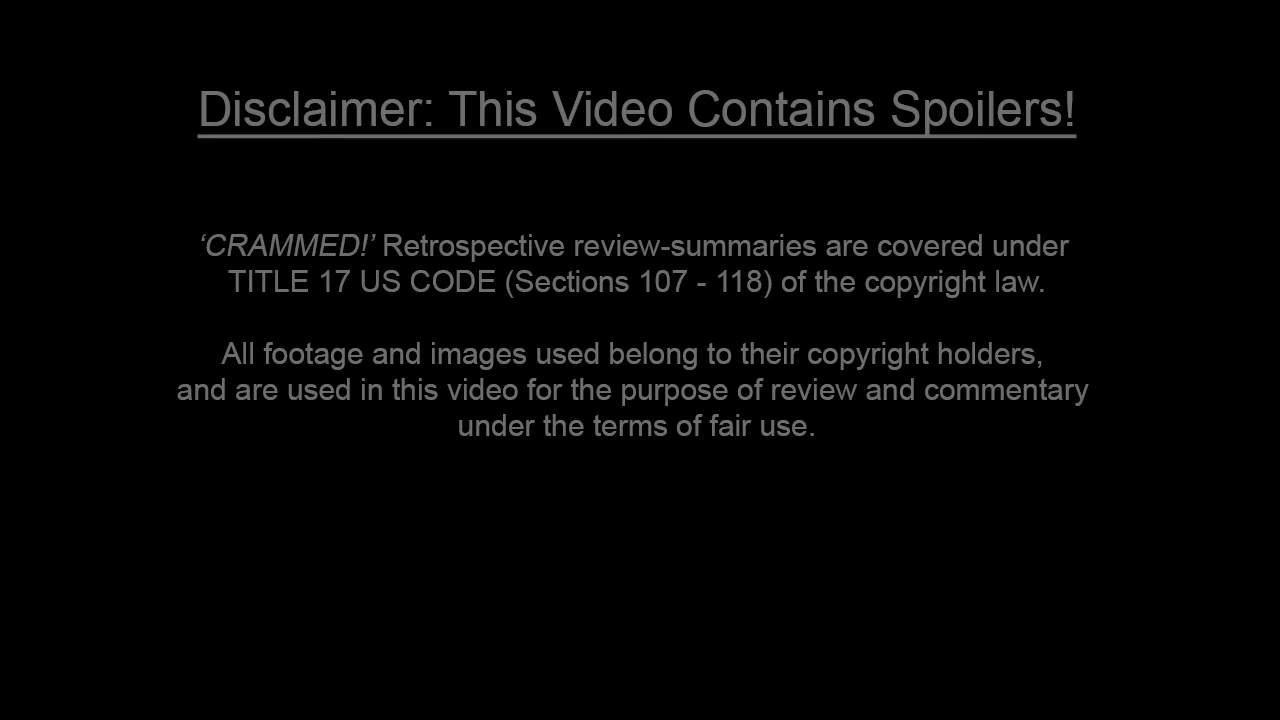 Disclaimer: This Video Contains Spoilers!
‘CRAMMED!’ Retrospective review-summaries are covered under
TITLE 17 US CODE (Sections 107 - 118) of the copyright law.
All footage and images used belong to their copyright holders,
and are used in this video for the purpose of review and commentary
under the terms of fair use.